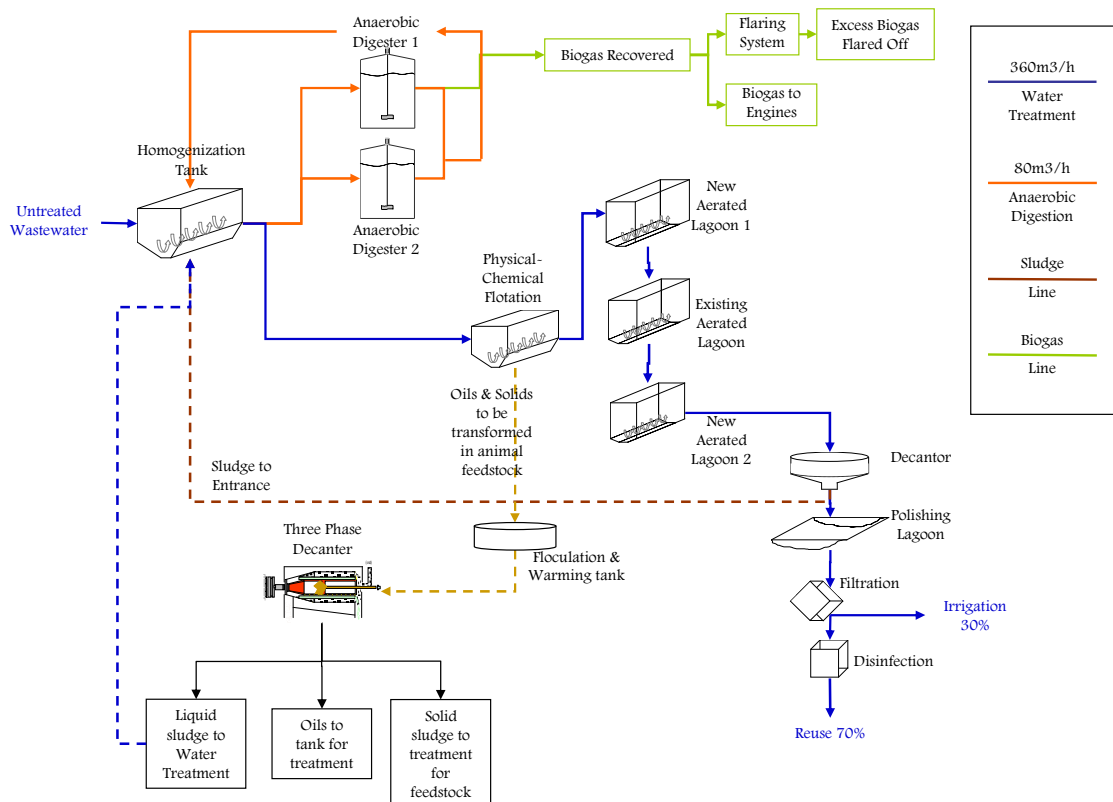 Anaerobic
Digester 1
Flaring
System
Excess Biogas
Flared Off
Biogas Recovered
Biogas to
Engines
360m3/h
Water
Treatment
80m3/h
Anaerobic
Digestion
Sludge
Line
Biogas
Line
Homogenization
Tank
Untreated
Wastewater
Anaerobic
Digester 2
New
Aerated
Lagoon 1
Physical-
Chemical
Flotation
Existing
Aerated
Lagoon
Oils & Solids
to be
transformed
in animal
feedstock
New
Aerated
Lagoon 2
Decantor
Sludge to
Entrance
Polishing
Lagoon
Three Phase
Decanter
Floculation &
Warming tank
Filtration
Irrigation
30%
Disinfection
Reuse 70%
Liquid
sludge to
Water
Treatment
Oils to
tank for
treatment
Solid
sludge to
treatment
for
feedstock